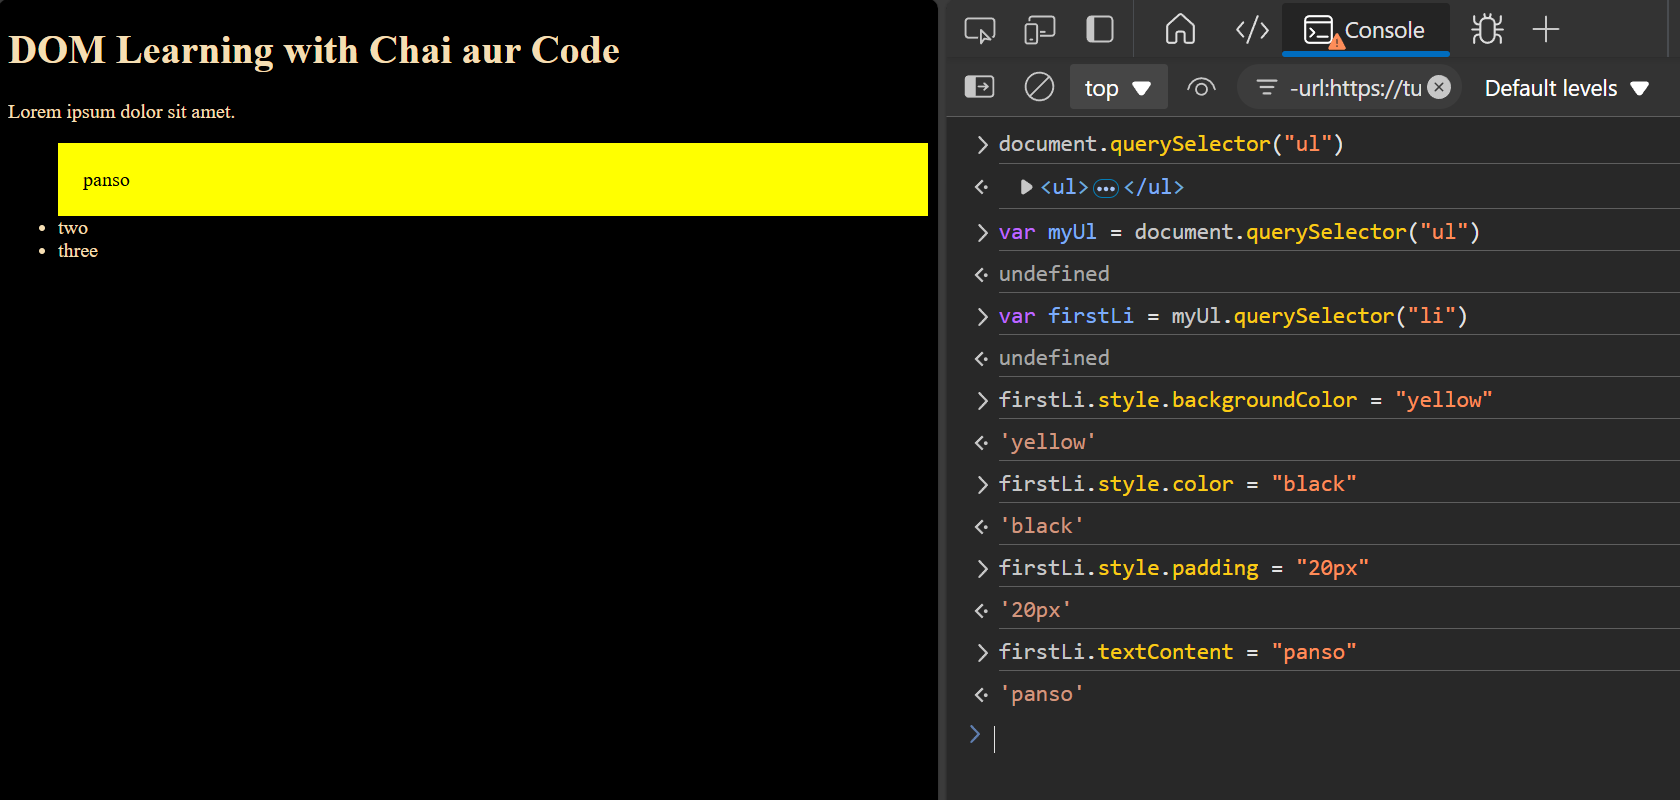 DOM Learning with Chai aur Code
Lorem ipsum dolor sit amet.
panso
• two
• three
</> Console
top -url:https://tu Default levels
> document.querySelector("ul")
<ul>…</ul>
> var myUl = document.querySelector("ul")
undefined
> var firstLi = myUl.querySelector("li")
undefined
> firstLi.style.backgroundColor = "yellow"
'yellow'
> firstLi.style.color = "black"
'black'
> firstLi.style.padding = "20px"
'20px'
> firstLi.textContent = "panso"
'panso'
>